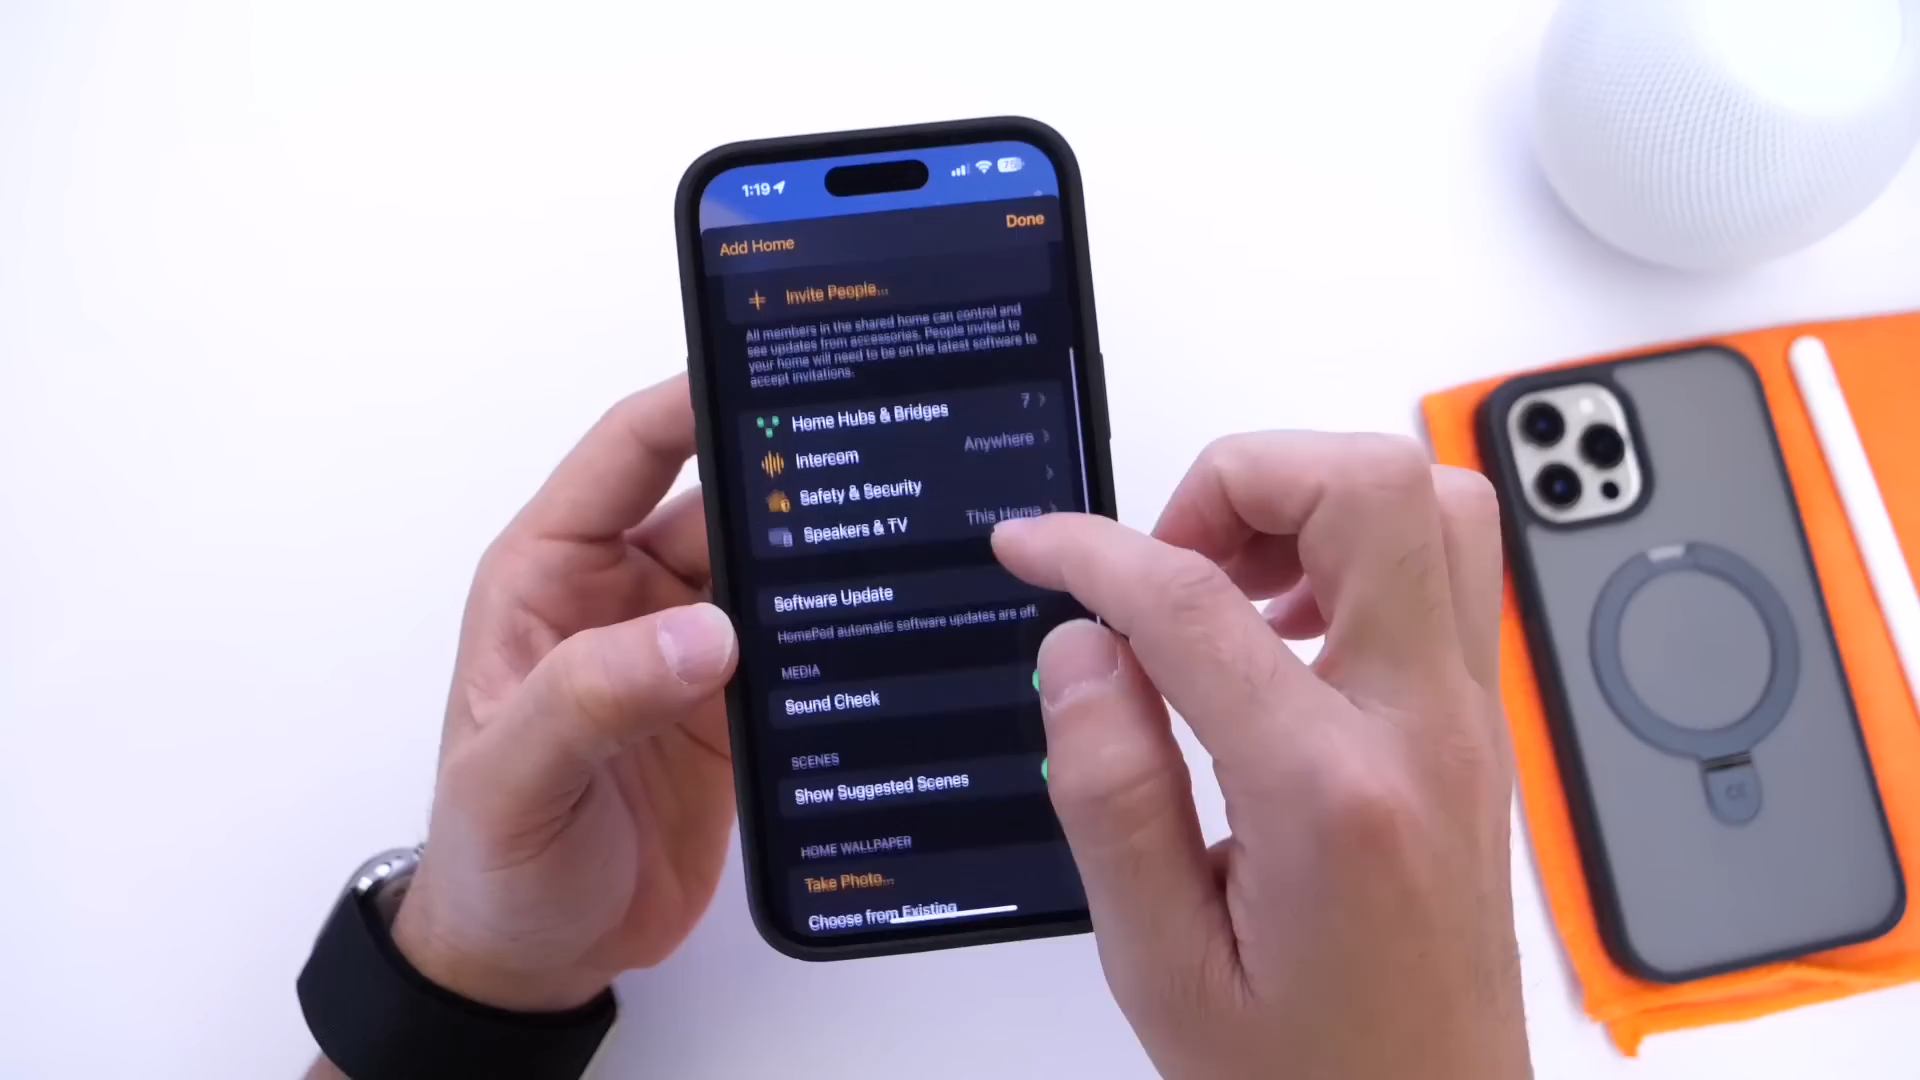 1:19
Add Home
Done
Invite People...
All members in the shared home can control and
see updates from accessories. People invited to
your home will need to be on the latest software to
accept invitations.
Home Hubs & Bridges 7
Intercom Anywhere
Safety & Security
Speakers & TV This Home
Software Update
HomePod automatic software updates are off.
MEDIA
Sound Check
SCENES
Show Suggested Scenes
HOME WALLPAPER
Take Photo...
Choose from Existing